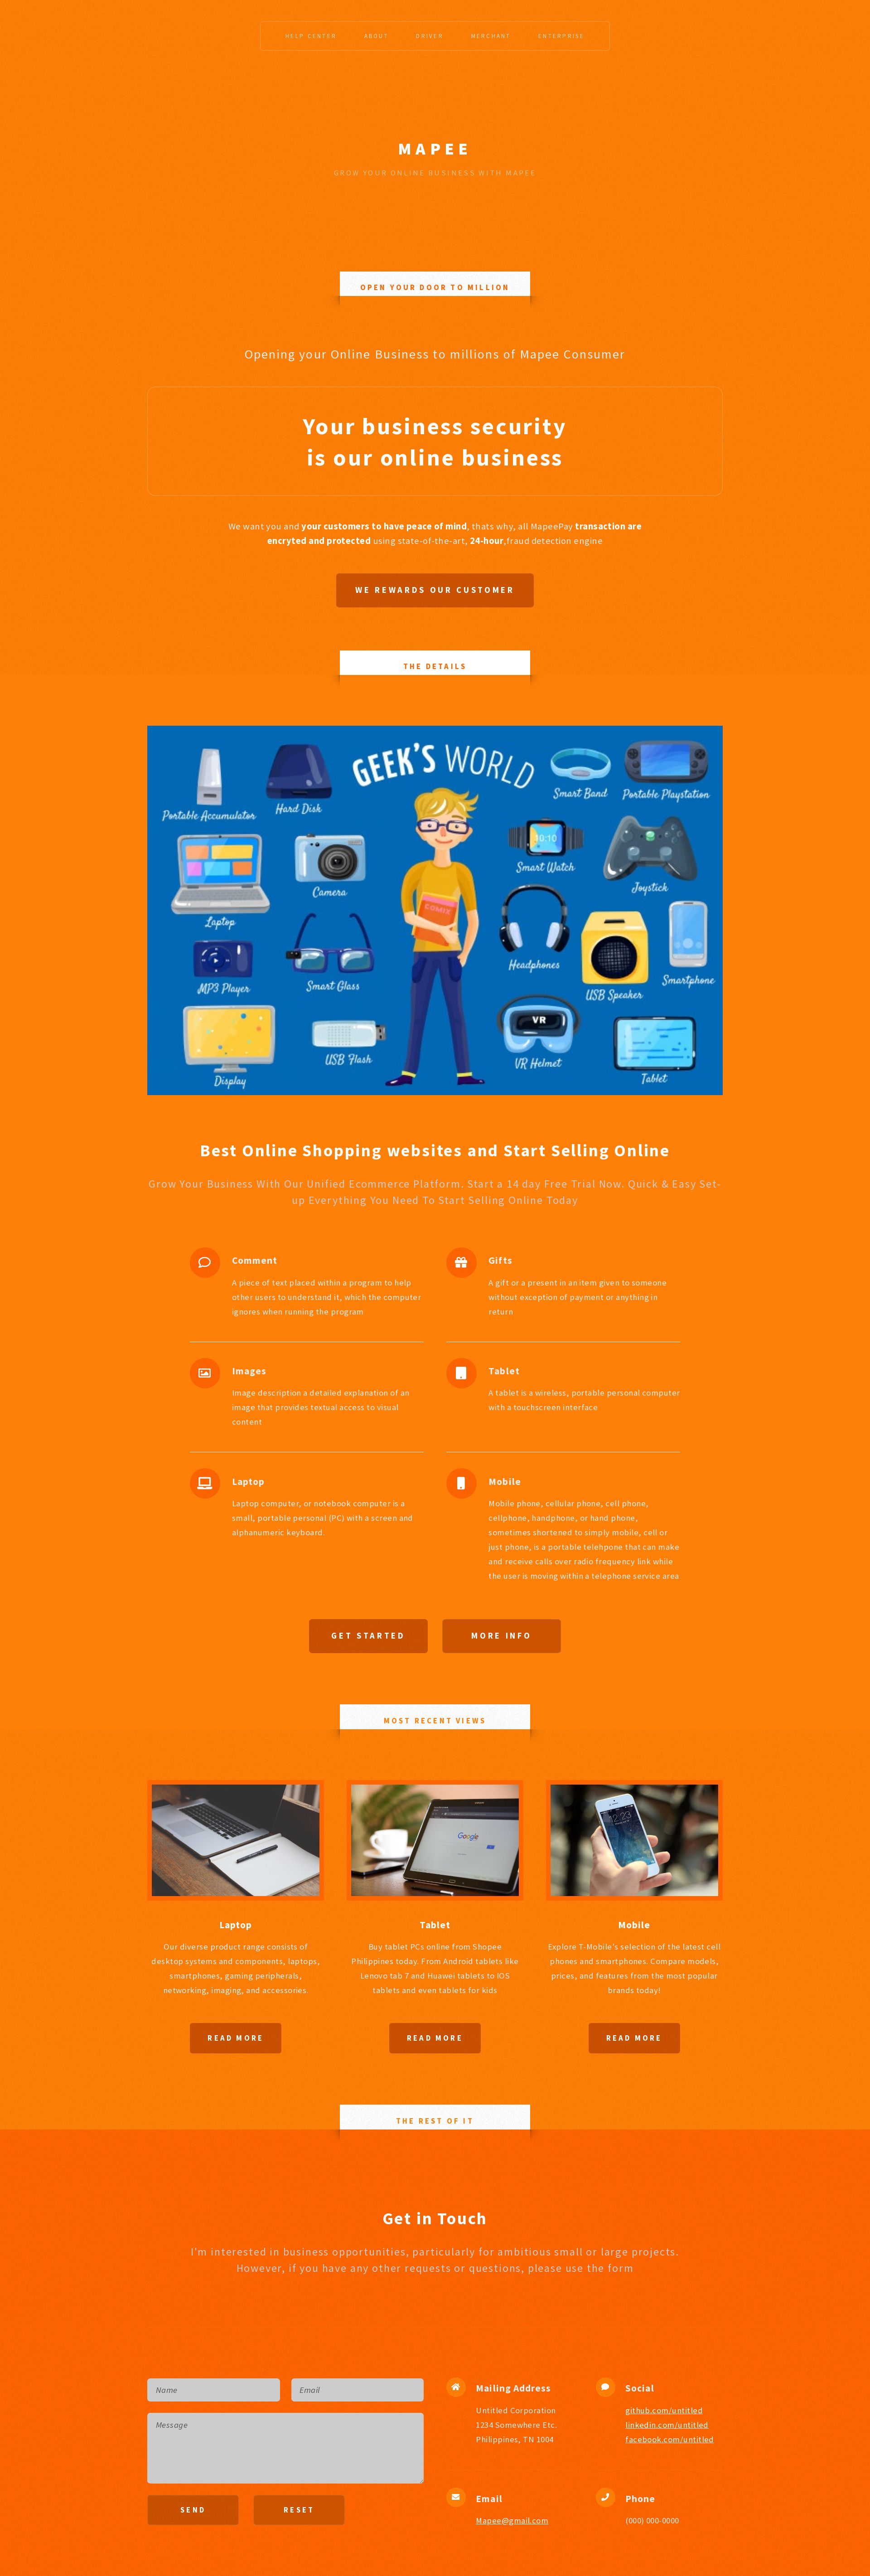 HELP CENTER ABOUT DRIVER MERCHANT ENTERPRISE
MAPEE
GROW YOUR ONLINE BUSINESS WITH MAPEE
OPEN YOUR DOOR TO MILLION
Opening your Online Business to millions of Mapee Consumer
Your business security
is our online business
We want you and your customers to have peace of mind, thats why, all MapeePay transaction are
encryted and protected using state-of-the-art, 24-hour,fraud detection engine
WE REWARDS OUR CUSTOMER
THE DETAILS
GEEK'S WORLD
Portable Accumulator
Hard Disk
Smart Band
Portable Playstation
Laptop
Camera
10:10
Smart Watch
Joystick
COMIX
MP3 Player
Smart Glass
Headphones
USB Speaker
Smartphone
Display
USB Flash
VR
VR Helmet
Tablet
Best Online Shopping websites and Start Selling Online
Grow Your Business With Our Unified Ecommerce Platform. Start a 14 day Free Trial Now. Quick & Easy Set-
up Everything You Need To Start Selling Online Today
Comment
A piece of text placed within a program to help
other users to understand it, which the computer
ignores when running the program
Gifts
A gift or a present in an item given to someone
without exception of payment or anything in
return
Images
Image description a detailed explanation of an
image that provides textual access to visual
content
Tablet
A tablet is a wireless, portable personal computer
with a touchscreen interface
Laptop
Laptop computer, or notebook computer is a
small, portable personal (PC) with a screen and
alphanumeric keyboard.
Mobile
Mobile phone, cellular phone, cell phone,
cellphone, handphone, or hand phone,
sometimes shortened to simply mobile, cell or
just phone, is a portable telehpone that can make
and receive calls over radio frequency link while
the user is moving within a telephone service area
GET STARTED
MORE INFO
MOST RECENT VIEWS
Google
Laptop
Our diverse product range consists of
desktop systems and components, laptops,
smartphones, gaming peripherals,
networking, imaging, and accessories.
READ MORE
Tablet
Buy tablet PCs online from Shopee
Philippines today. From Android tablets like
Lenovo tab 7 and Huawei tablets to IOS
tablets and even tablets for kids
READ MORE
Mobile
Explore T-Mobile's selection of the latest cell
phones and smartphones. Compare models,
prices, and features from the most popular
brands today!
READ MORE
THE REST OF IT
Get in Touch
I'm interested in business opportunities, particularly for ambitious small or large projects.
However, if you have any other requests or questions, please use the form
Name
Email
Message
SEND
RESET
Mailing Address
Untitled Corporation
1234 Somewhere Etc.
Philippines, TN 1004
Social
github.com/untitled
linkedin.com/untitled
facebook.com/untitled
Email
Mapee@gmail.com
Phone
(000) 000-0000